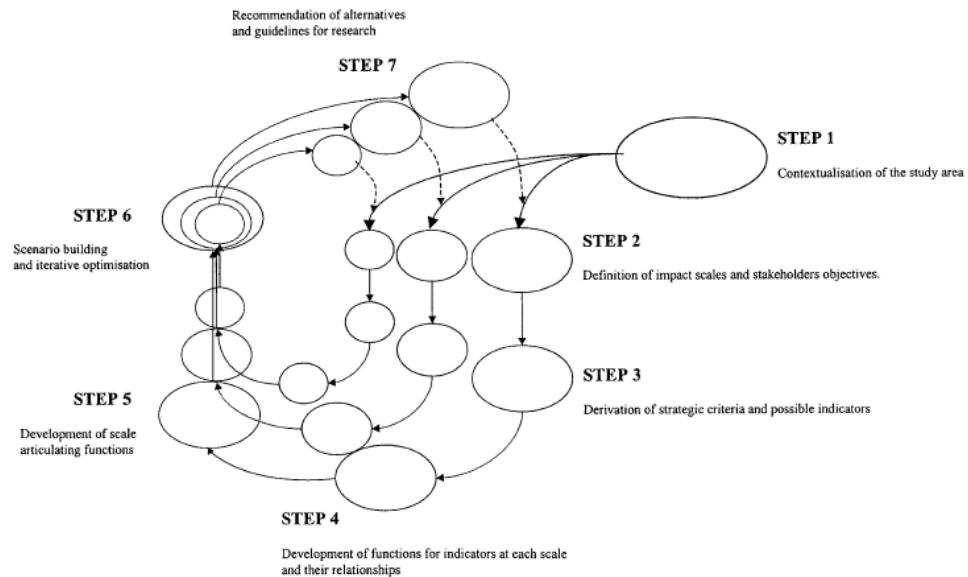 Recommendation of alternatives
and guidelines for research
STEP 7
STEP 1
Contextualisation of the study area
STEP 6
Scenario building
and iterative optimisation
STEP 2
Definition of impact scales and stakeholders objectives.
STEP 3
Derivation of strategic criteria and possible indicators
STEP 5
Development of scale
articulating functions
STEP 4
Development of functions for indicators at each scale
and their relationships